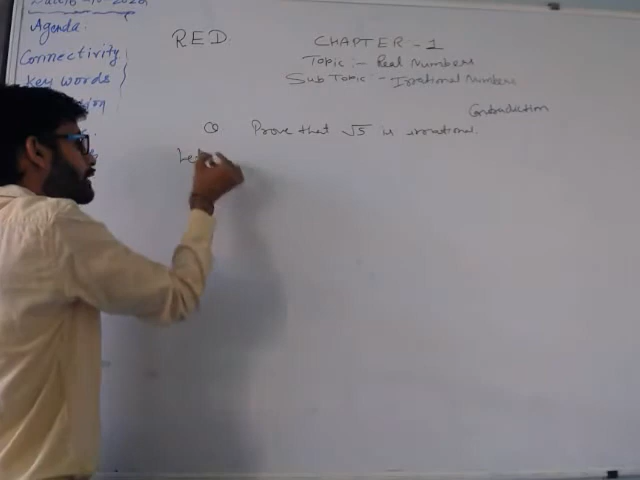 Agenda
Connectivity
Key words
RED
CHAPTER - 1
Topic :- Real Numbers
Sub Topic :- Irrational Numbers
Contradiction
Q Prove that √5 is irrational.
Let